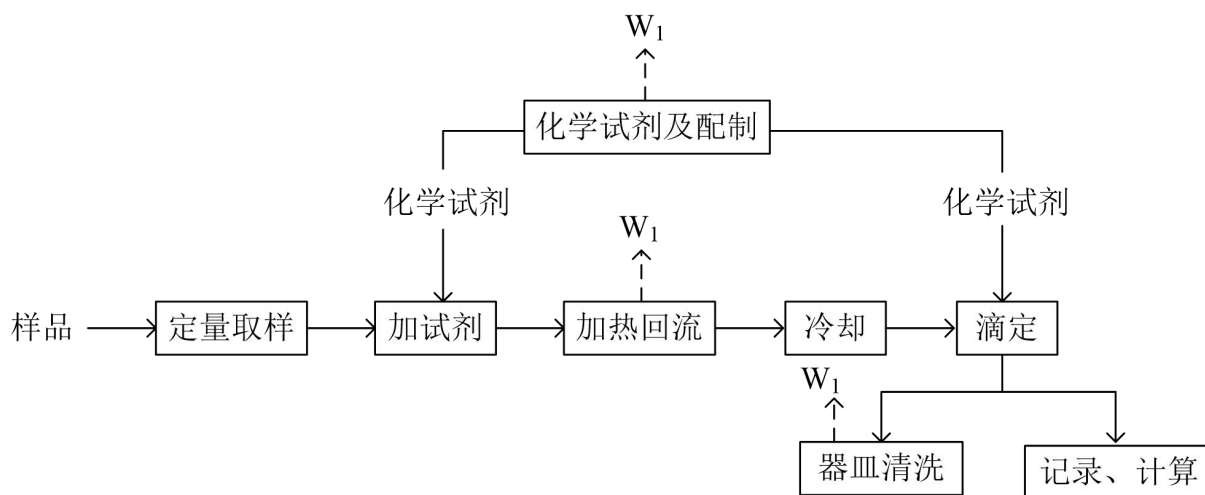 W₁
化学试剂及配制
化学试剂
化学试剂
W₁
样品
定量取样
加试剂
加热回流
冷却
滴定
W₁
器皿清洗
记录、计算